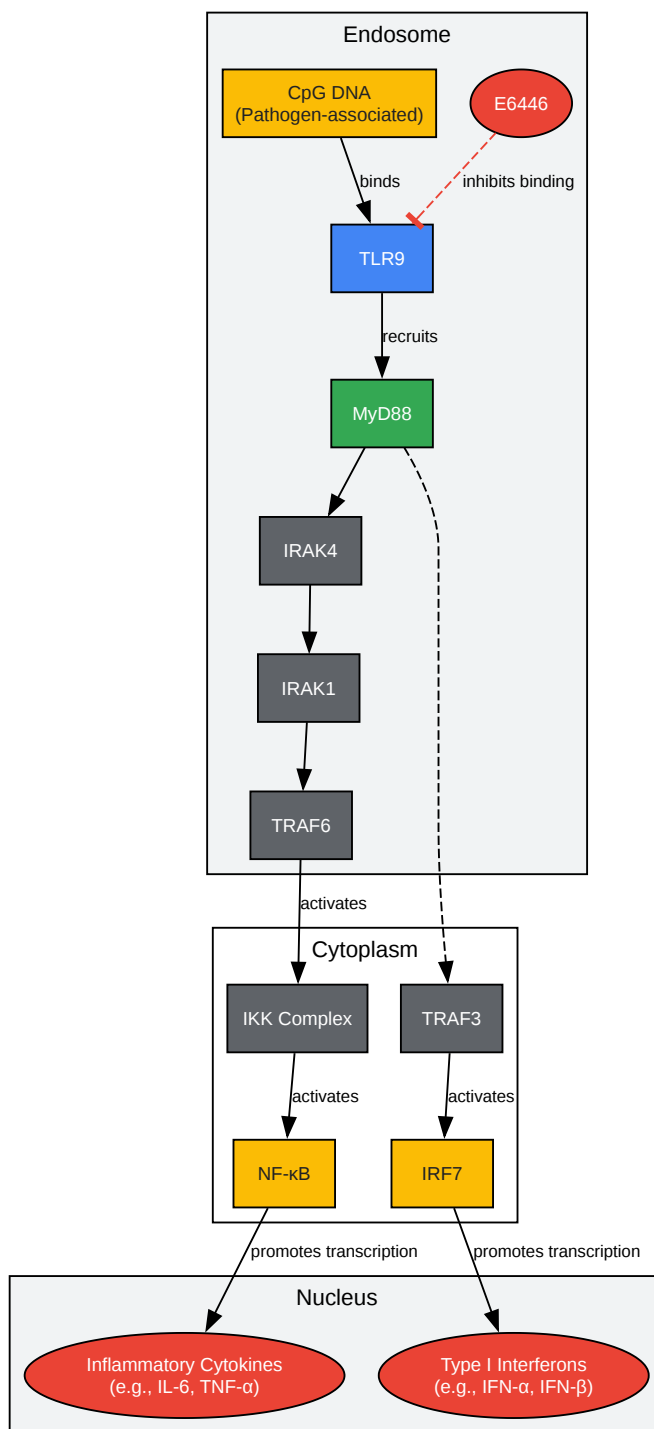 Endosome
CpG DNA
(Pathogen-associated)
E6446
binds
inhibits binding
TLR9
recruits
MyD88
IRAK4
IRAK1
TRAF6
activates
Cytoplasm
IKK Complex
TRAF3
activates
activates
NF-κB
IRF7
promotes transcription
promotes transcription
Nucleus
Inflammatory Cytokines
(e.g., IL-6, TNF-α)
Type I Interferons
(e.g., IFN-α, IFN-β)